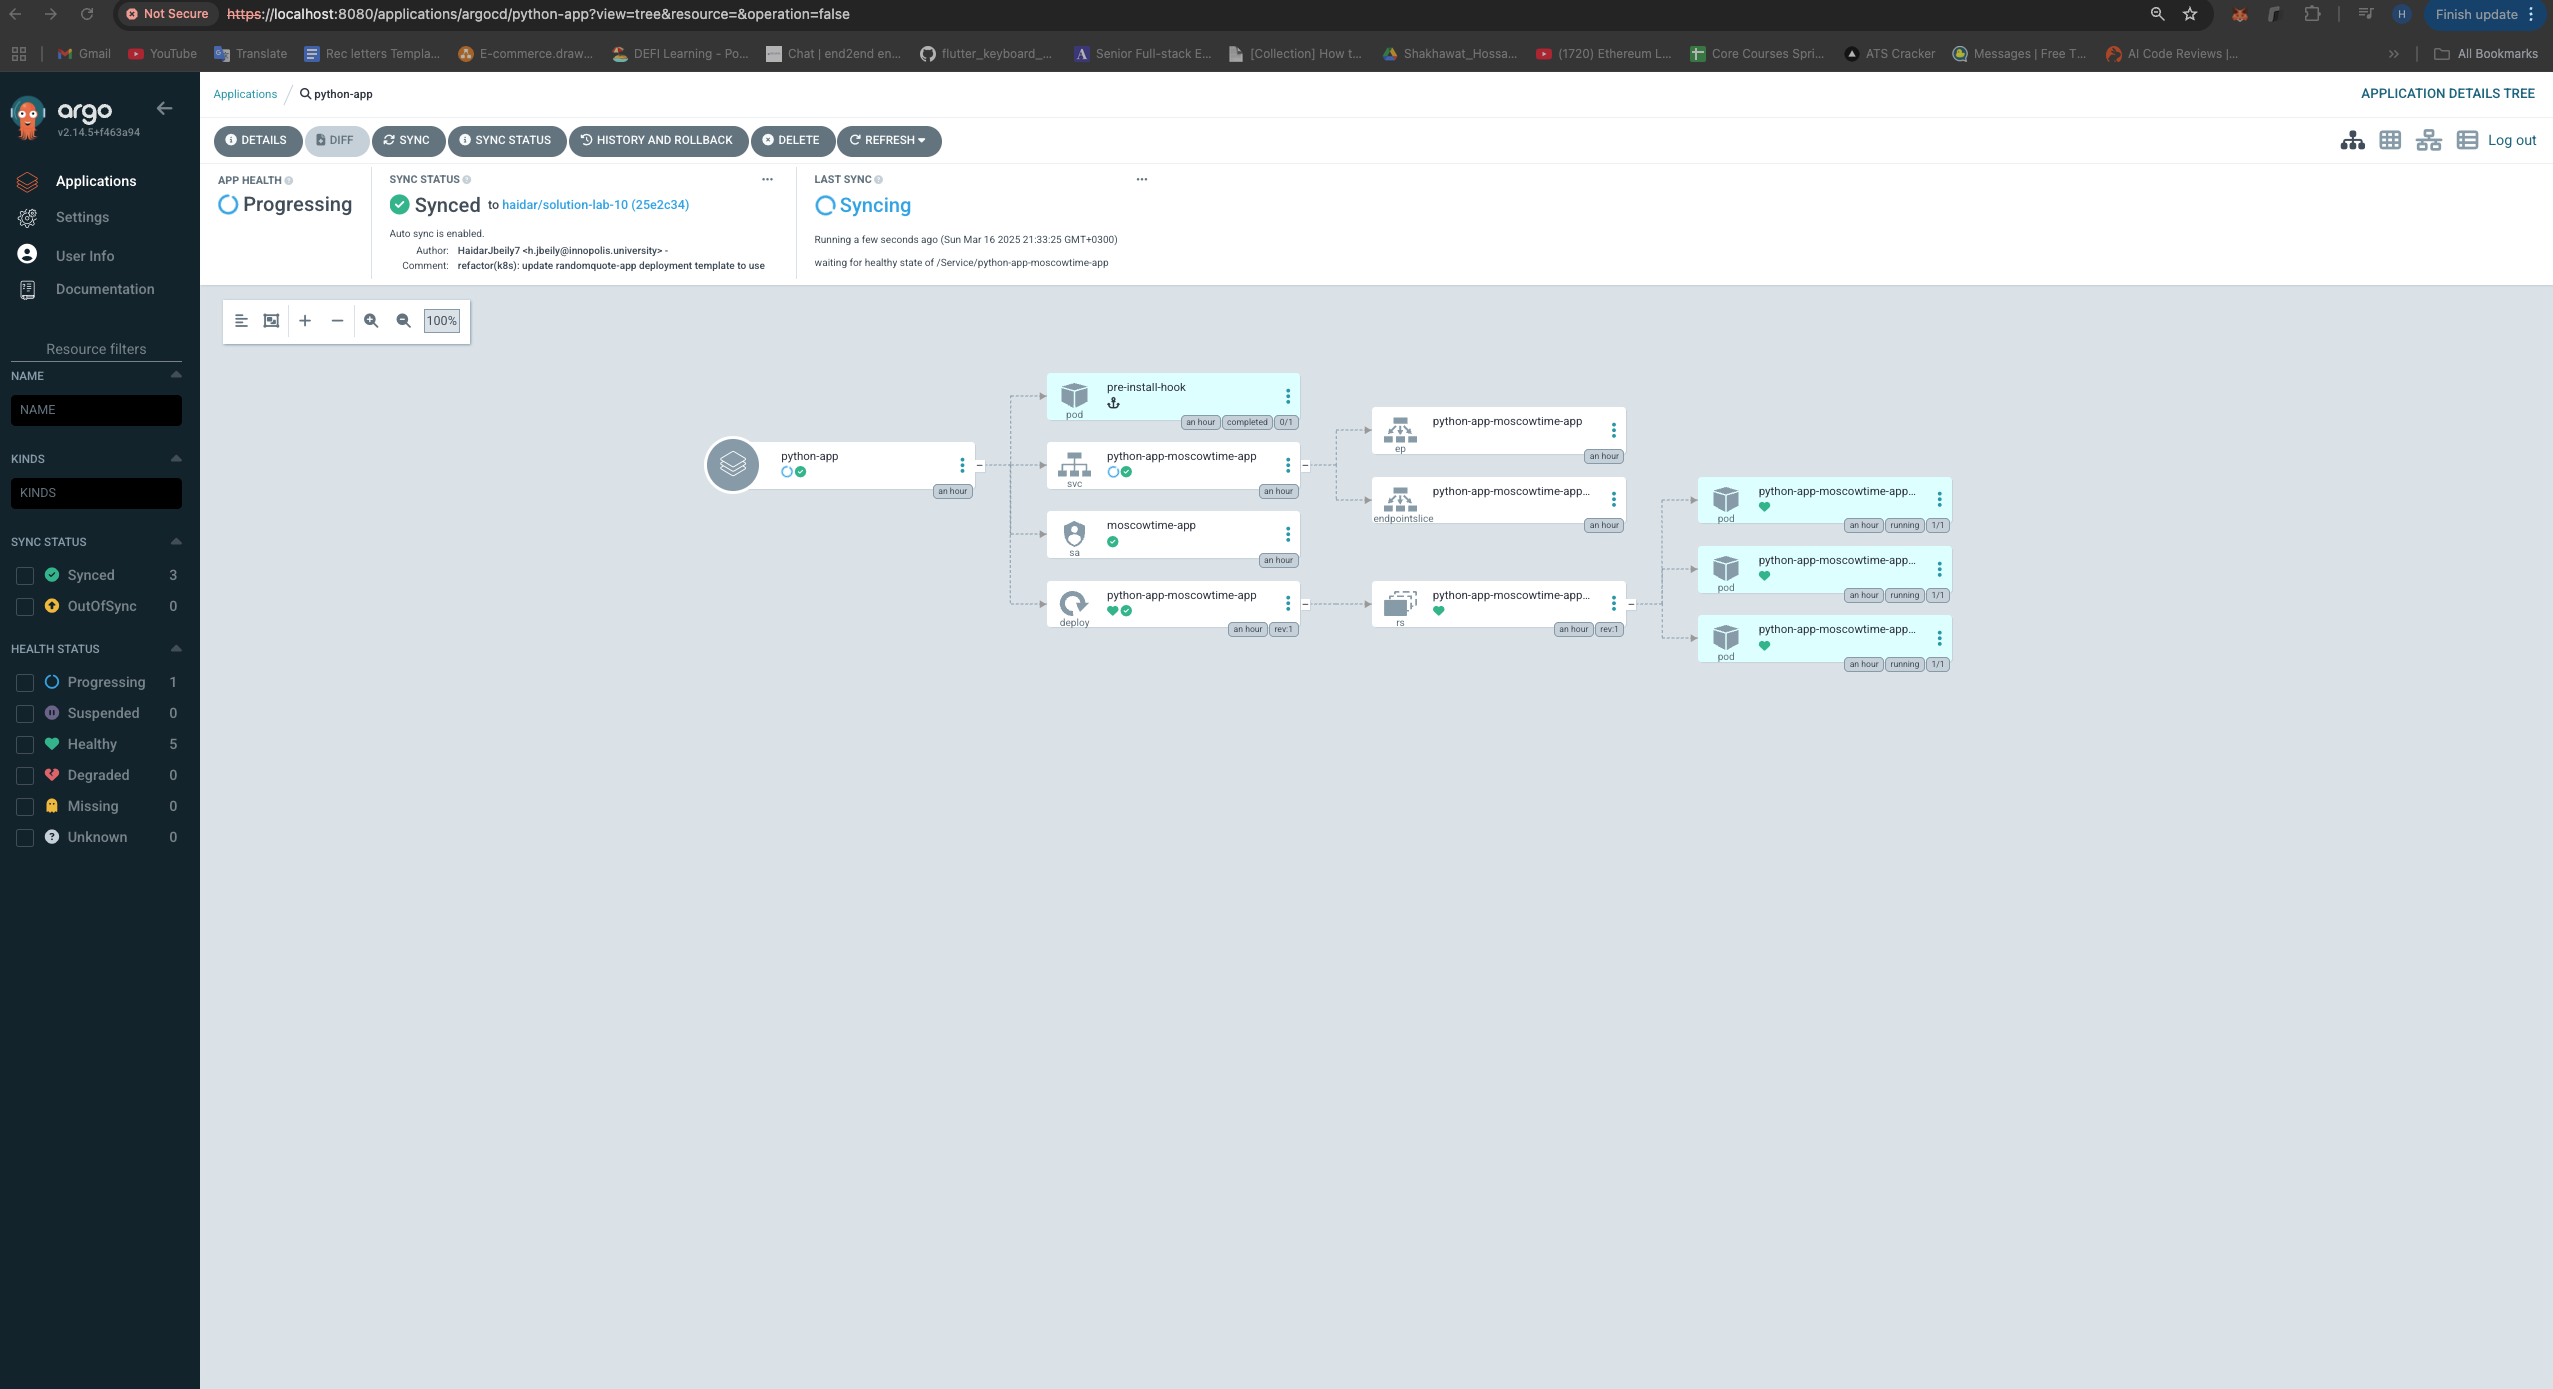 Not Secure https://localhost:8080/applications/argocd/python-app?view=tree&resource=&operation=false H Finish update
Gmail YouTube Translate Rec letters Templa... E-commerce.draw... DEFI Learning - Po... Chat | end2end en... flutter_keyboard_... Senior Full-stack E... [Collection] How t... Shakhawat_Hossa... (1720) Ethereum L... Core Courses Spri... ATS Cracker Messages | Free T... AI Code Reviews |... All Bookmarks
argo
v2.14.5+f463a94
Applications
Settings
User Info
Documentation
Resource filters
NAME
NAME
KINDS
KINDS
SYNC STATUS
Synced 3
OutOfSync 0
HEALTH STATUS
Progressing 1
Suspended 0
Healthy 5
Degraded 0
Missing 0
Unknown 0
Applications / python-app
APPLICATION DETAILS TREE
DETAILS DIFF SYNC SYNC STATUS HISTORY AND ROLLBACK DELETE REFRESH
Log out
APP HEALTH
Progressing
SYNC STATUS
Synced to haidar/solution-lab-10 (25e2c34)
Auto sync is enabled.
Author: HaidarJbeily7 <h.jbeily@innopolis.university> -
Comment: refactor(k8s): update randomquote-app deployment template to use
LAST SYNC
Syncing
Running a few seconds ago (Sun Mar 16 2025 21:33:25 GMT+0300)
waiting for healthy state of /Service/python-app-moscowtime-app
100%
python-app
an hour
pre-install-hook
pod
an hour completed 0/1
python-app-moscowtime-app
svc
an hour
moscowtime-app
sa
an hour
python-app-moscowtime-app
deploy
an hour rev:1
python-app-moscowtime-app
ep
an hour
python-app-moscowtime-app...
endpointslice
an hour
python-app-moscowtime-app...
rs
an hour rev:1
python-app-moscowtime-app...
pod
an hour running 1/1
python-app-moscowtime-app...
pod
an hour running 1/1
python-app-moscowtime-app...
pod
an hour running 1/1